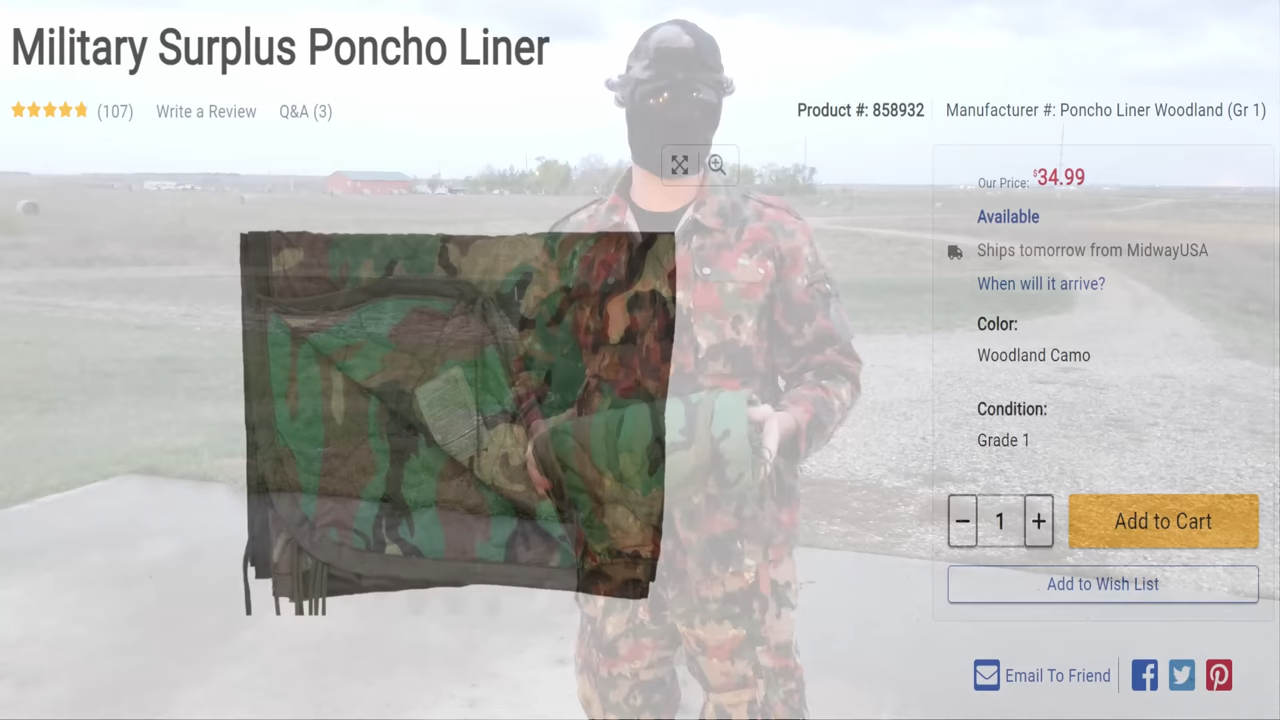 Military Surplus Poncho Liner
(107) Write a Review Q&A (3)
Product #: 858932 Manufacturer #: Poncho Liner Woodland (Gr 1)
Our Price: $34.99
Available
Ships tomorrow from MidwayUSA
When will it arrive?
Color:
Woodland Camo
Condition:
Grade 1
− 1 + Add to Cart
Add to Wish List
Email To Friend